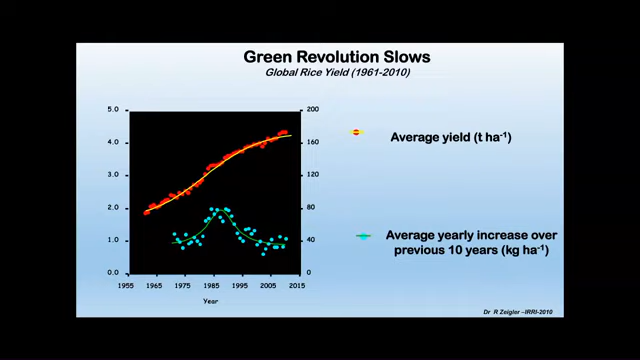 Green Revolution Slows
Global Rice Yield (1961-2010)
5.0
4.0
3.0
2.0
1.0
0.0
200
160
120
80
40
0
1955 1965 1975 1985 1995 2005 2015
Year
Average yield (t ha-1)
Average yearly increase over
previous 10 years (kg ha-1)
Dr R Zeigler –IRRI-2010